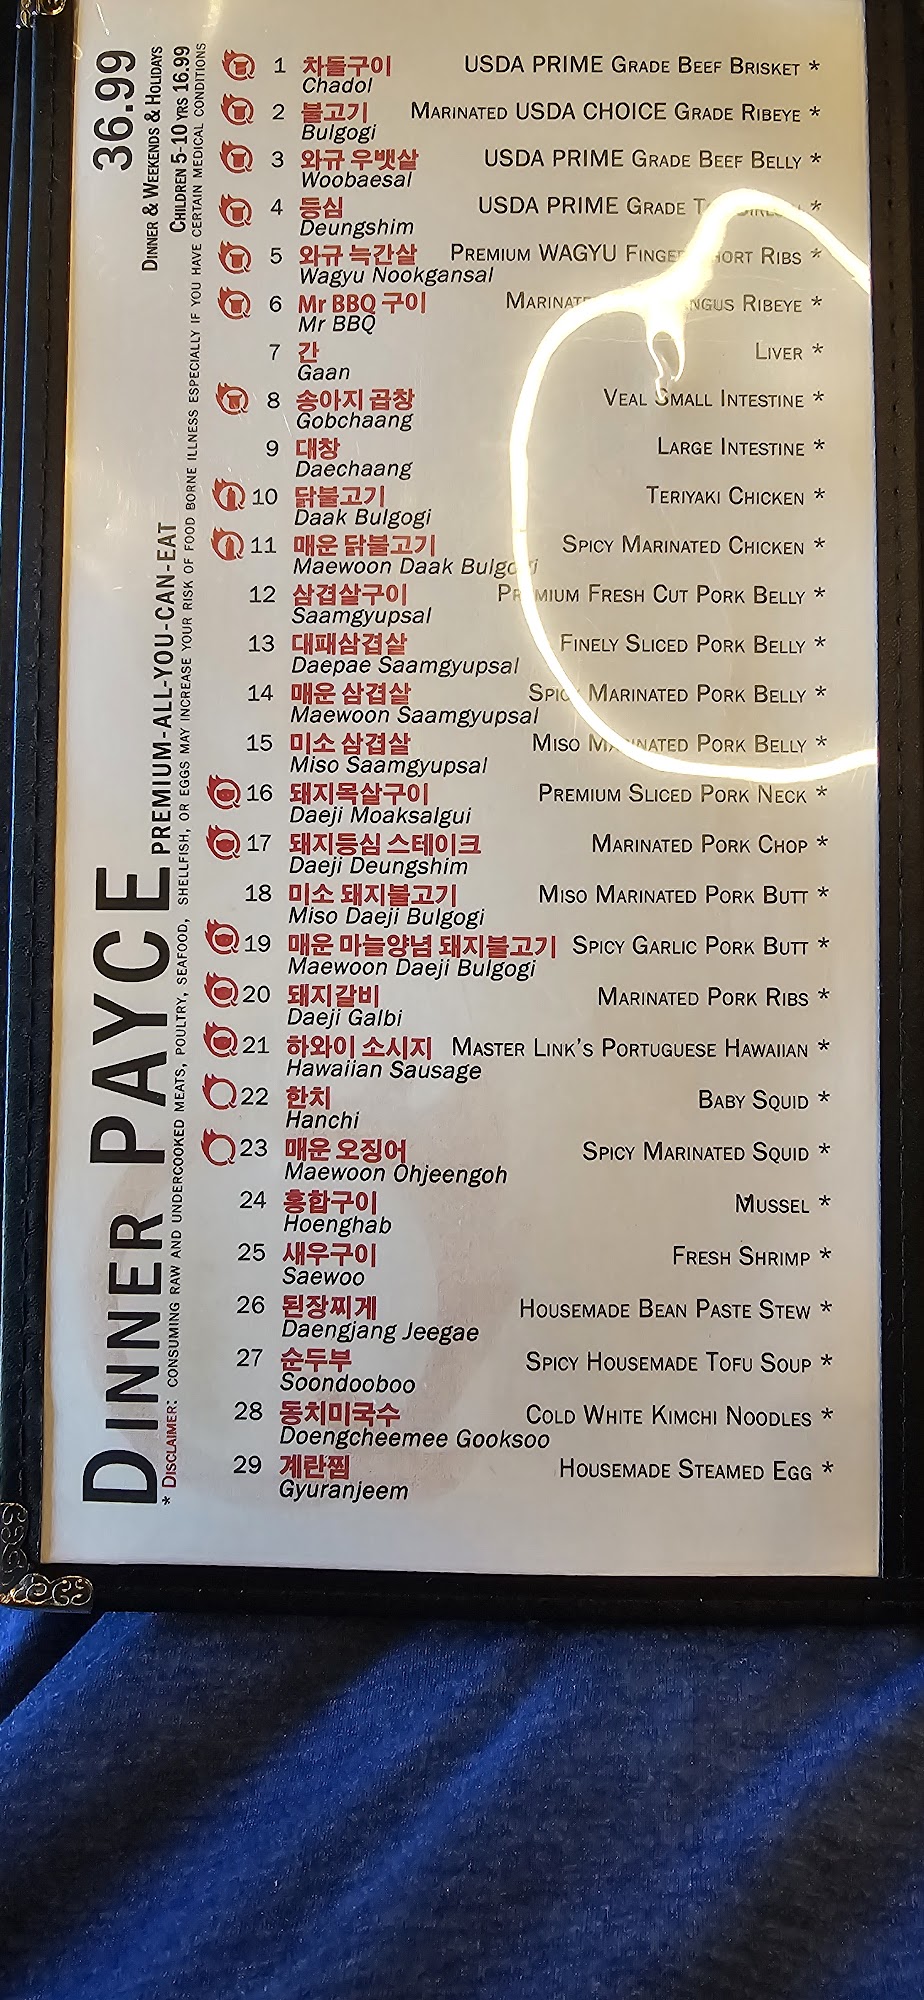 DINNER PAYCE PREMIUM-ALL-YOU-CAN-EAT 36.99
DINNER & WEEKENDS & HOLIDAYS
CHILDREN 5-10 YRS 16.99
* DISCLAIMER: CONSUMING RAW AND UNDERCOOKED MEATS, POULTRY, SEAFOOD, SHELLFISH, OR EGGS MAY INCREASE YOUR RISK OF FOOD BORNE ILLNESS ESPECIALLY IF YOU HAVE CERTAIN MEDICAL CONDITIONS
1 차돌구이 USDA PRIME GRADE BEEF BRISKET *
Chadol
2 불고기 MARINATED USDA CHOICE GRADE RIBEYE *
Bulgogi
3 와규 우뱃살 USDA PRIME GRADE BEEF BELLY *
Woobaesal
4 등심 USDA PRIME GRADE *
Deungshim
5 와규 늑간살 PREMIUM WAGYU FINGER SHORT RIBS *
Wagyu Nookgansal
6 Mr BBQ 구이 RIBEYE *
Mr BBQ
7 간 LIVER *
Gaan
8 송아지 곱창 VEAL SMALL INTESTINE *
Gobchaang
9 대창 LARGE INTESTINE *
Daechaang
10 닭불고기 TERIYAKI CHICKEN *
Daak Bulgogi
11 매운 닭불고기 SPICY MARINATED CHICKEN *
Maewoon Daak Bulgogi
12 삼겹살구이 PREMIUM FRESH CUT PORK BELLY *
Saamgyupsal
13 대패삼겹살 FINELY SLICED PORK BELLY *
Daepae Saamgyupsal
14 매운 삼겹살 SPICY MARINATED PORK BELLY *
Maewoon Saamgyupsal
15 미소 삼겹살 MISO MARINATED PORK BELLY *
Miso Saamgyupsal
16 돼지목살구이 PREMIUM SLICED PORK NECK *
Daeji Moaksalgui
17 돼지등심 스테이크 MARINATED PORK CHOP *
Daeji Deungshim
18 미소 돼지불고기 MISO MARINATED PORK BUTT *
Miso Daeji Bulgogi
19 매운 마늘양념 돼지불고기 SPICY GARLIC PORK BUTT *
Maewoon Daeji Bulgogi
20 돼지갈비 MARINATED PORK RIBS *
Daeji Galbi
21 하와이 소시지 MASTER LINK'S PORTUGUESE HAWAIIAN *
Hawaiian Sausage
22 한치 BABY SQUID *
Hanchi
23 매운 오징어 SPICY MARINATED SQUID *
Maewoon Ohjeengoh
24 홍합구이 MUSSEL *
Hoenghab
25 새우구이 FRESH SHRIMP *
Saewoo
26 된장찌게 HOUSEMADE BEAN PASTE STEW *
Daengjang Jeegae
27 순두부 SPICY HOUSEMADE TOFU SOUP *
Soondooboo
28 동치미국수 COLD WHITE KIMCHI NOODLES *
Doengcheemee Gooksoo
29 계란찜 HOUSEMADE STEAMED EGG *
Gyuranjeem